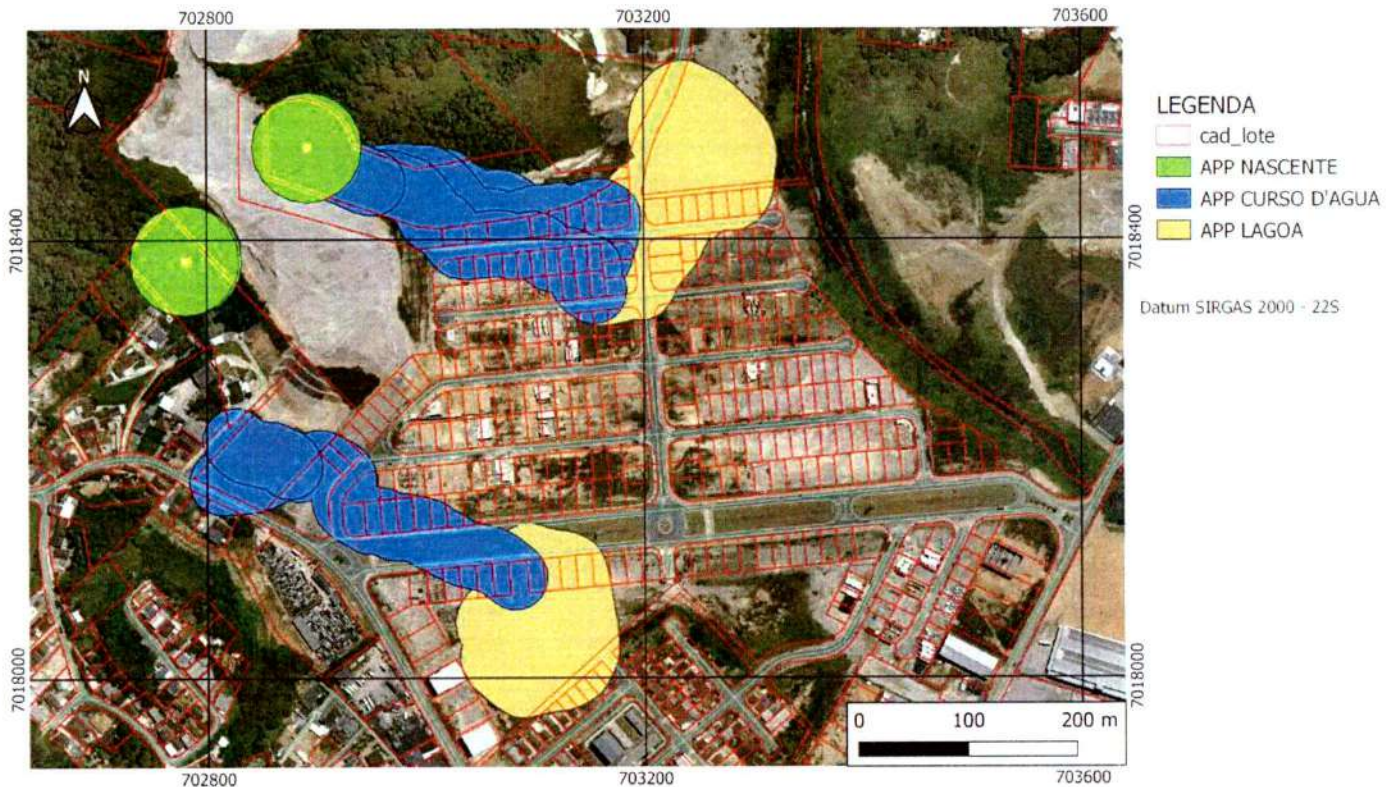 702800
703200
703600
N
LEGENDA
cad_lote
APP NASCENTE
APP CURSO D'AGUA
APP LAGOA
7018400
7018400
Datum SIRGAS 2000 - 22S
7018000
7018000
0 100 200 m
702800
703200
703600